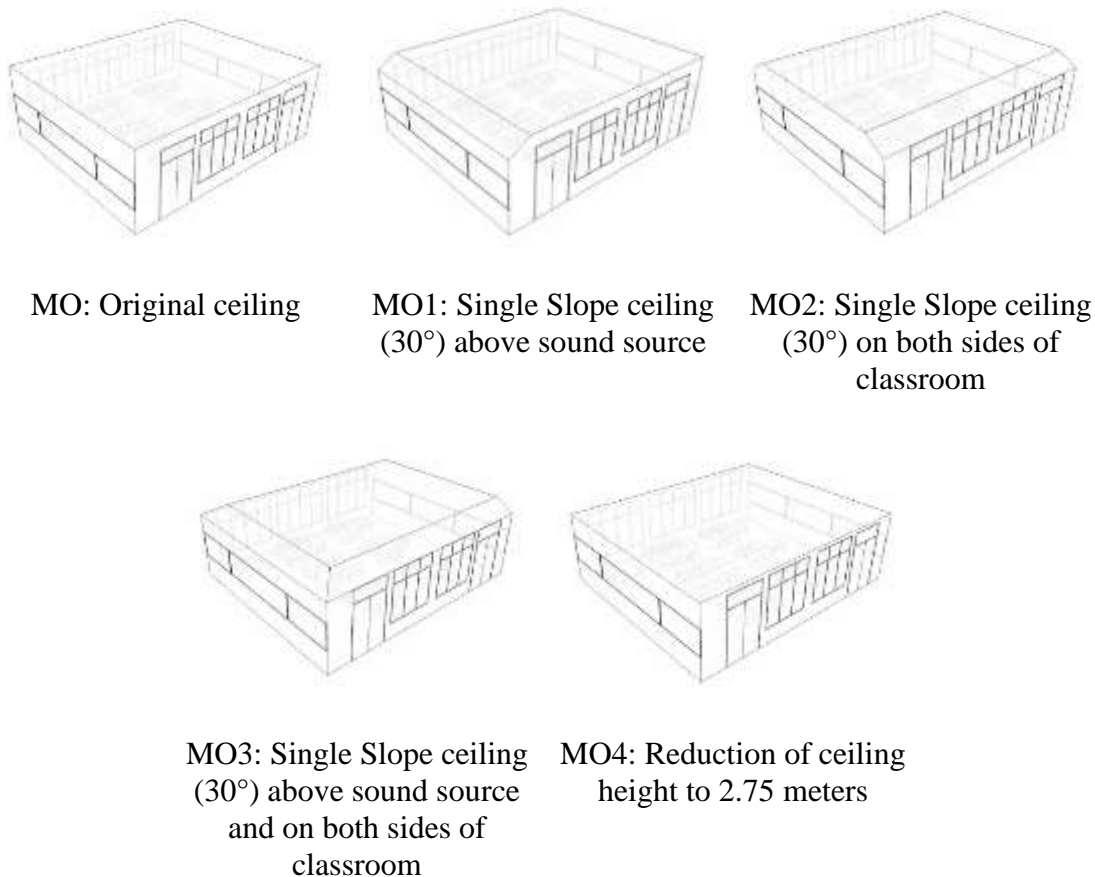 MO: Original ceiling
MO1: Single Slope ceiling
(30°) above sound source
MO2: Single Slope ceiling
(30°) on both sides of
classroom
MO3: Single Slope ceiling
(30°) above sound source
and on both sides of
classroom
MO4: Reduction of ceiling
height to 2.75 meters